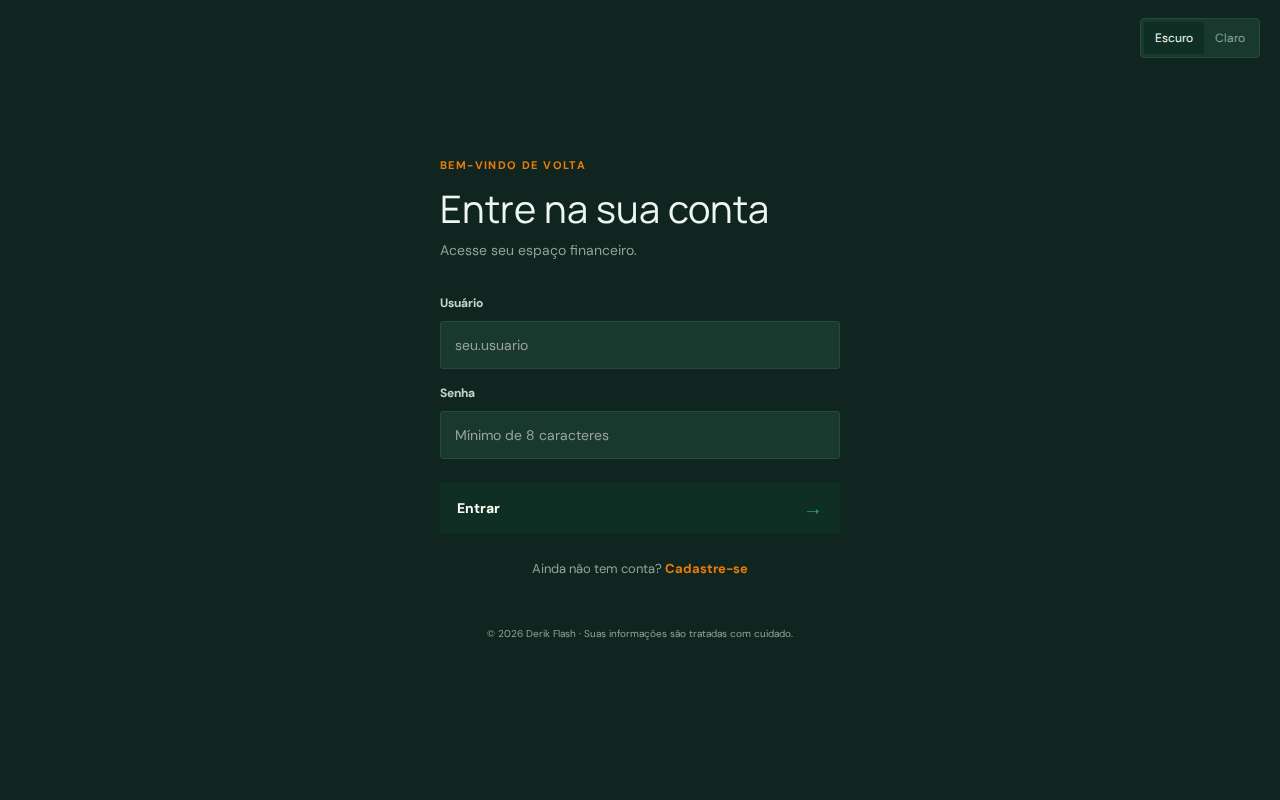 Escuro Claro
BEM-VINDO DE VOLTA
Entre na sua conta
Acesse seu espaço financeiro.
Usuário
seu.usuario
Senha
Mínimo de 8 caracteres
Entrar →
Ainda não tem conta? Cadastre-se
© 2026 Derik Flash · Suas informações são tratadas com cuidado.